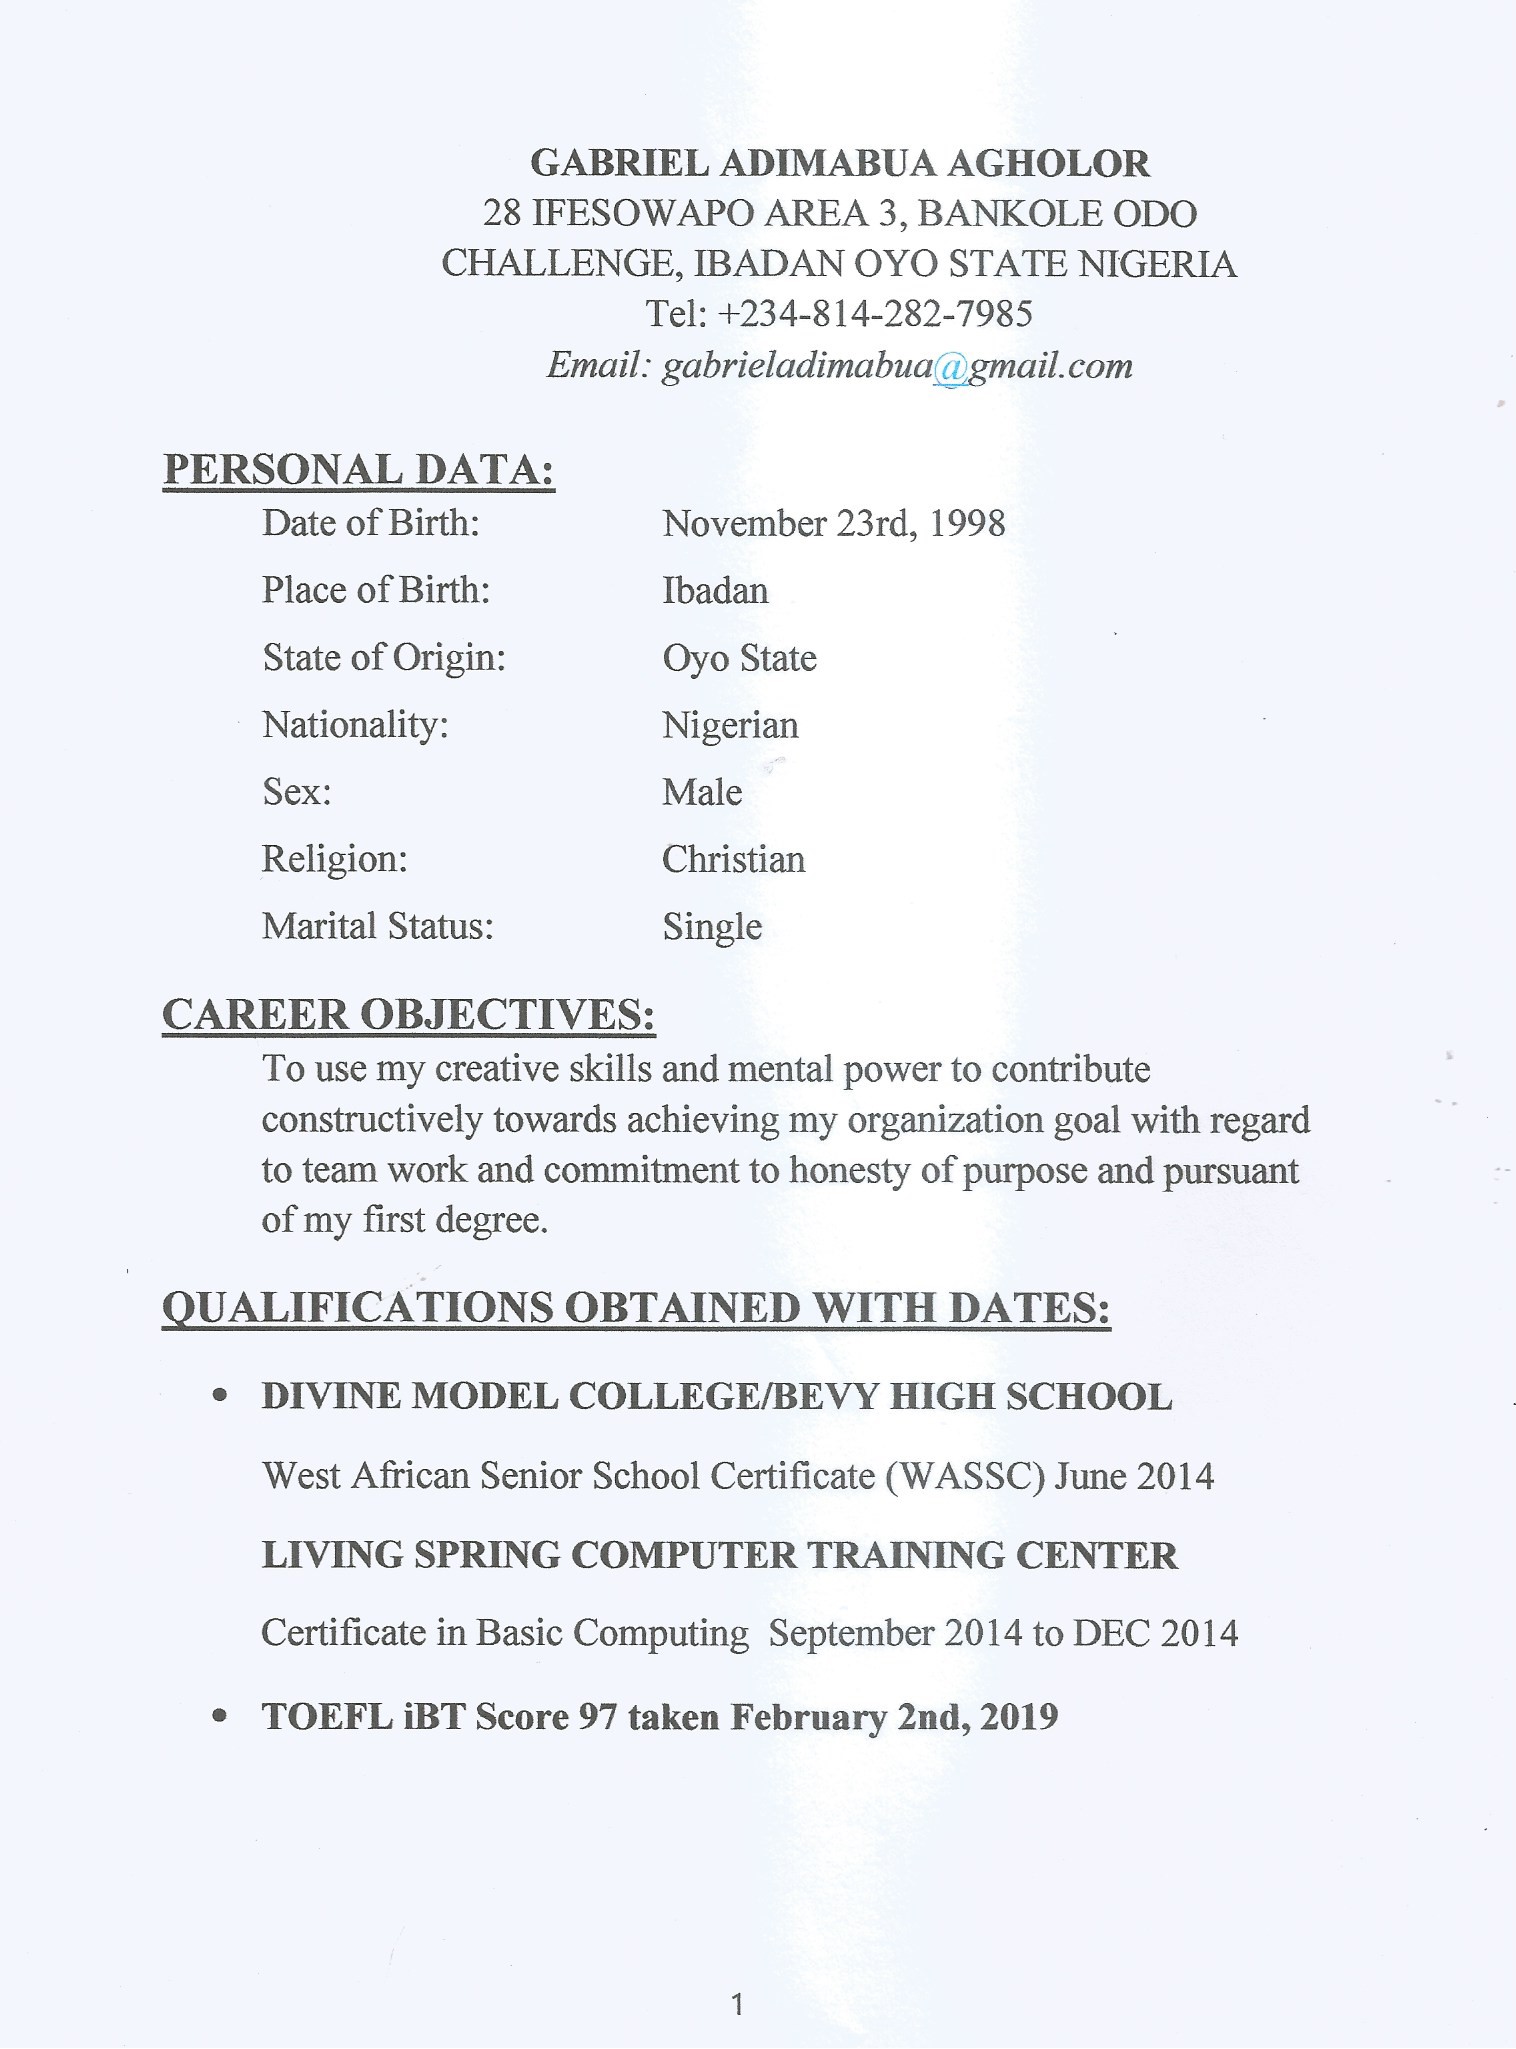 GABRIEL ADIMABUA AGHOLOR
28 IFESOWAPO AREA 3, BANKOLE ODO
CHALLENGE, IBADAN OYO STATE NIGERIA
Tel: +234-814-282-7985
Email: gabrieladimabua@gmail.com
PERSONAL DATA:
Date of Birth: November 23rd, 1998
Place of Birth: Ibadan
State of Origin: Oyo State
Nationality: Nigerian
Sex: Male
Religion: Christian
Marital Status: Single
CAREER OBJECTIVES:
To use my creative skills and mental power to contribute
constructively towards achieving my organization goal with regard
to team work and commitment to honesty of purpose and pursuant
of my first degree.
QUALIFICATIONS OBTAINED WITH DATES:
• DIVINE MODEL COLLEGE/BEVY HIGH SCHOOL
West African Senior School Certificate (WASSC) June 2014
LIVING SPRING COMPUTER TRAINING CENTER
Certificate in Basic Computing September 2014 to DEC 2014
• TOEFL iBT Score 97 taken February 2nd, 2019
1